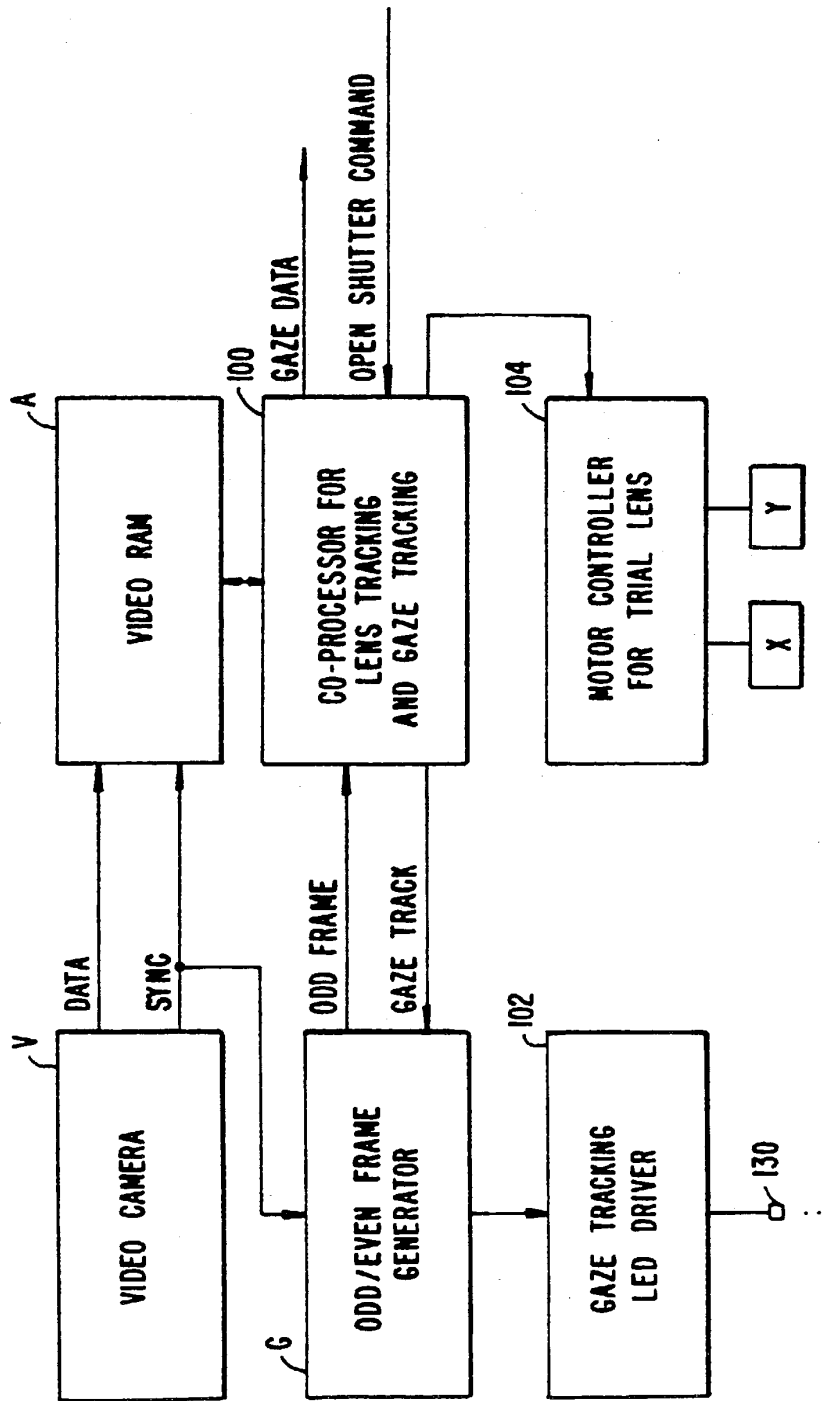 V
VIDEO CAMERA
DATA
SYNC
A
VIDEO RAM
G
ODD/EVEN FRAME
GENERATOR
ODD FRAME
GAZE TRACK
100
CO-PROCESSOR FOR
LENS TRACKING
AND GAZE TRACKING
GAZE DATA
OPEN SHUTTER COMMAND
102
GAZE TRACKING
LED DRIVER
130
104
MOTOR CONTROLLER
FOR TRIAL LENS
X
Y